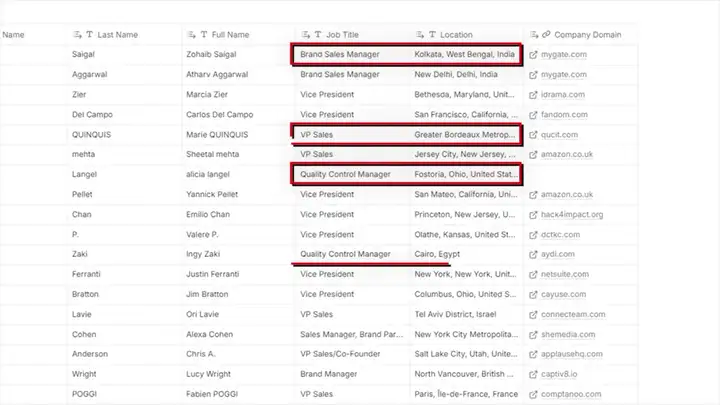 Name Last Name Full Name Job Title Location Company Domain
Saigal Zohaib Saigal Brand Sales Manager Kolkata, West Bengal, India mygate.com
Aggarwal Atharv Aggarwal Brand Sales Manager New Delhi, Delhi, India mygate.com
Zier Marcia Zier Vice President Bethesda, Maryland, Unit... idrama.com
Del Campo Carlos Del Campo Vice President San Francisco, California, ... fandom.com
QUINQUIS Marie QUINQUIS VP Sales Greater Bordeaux Metrop... qucit.com
mehta Sheetal mehta VP Sales Jersey City, New Jersey, ... amazon.co.uk
Langel alicia langel Quality Control Manager Fostoria, Ohio, United Stat...
Pellet Yannick Pellet Vice President San Mateo, California, Uni... amazon.co.uk
Chan Emilio Chan Vice President Princeton, New Jersey, U... hack4impact.org
P. Valere P. Vice President Olathe, Kansas, United St... dctkc.com
Zaki Ingy Zaki Quality Control Manager Cairo, Egypt aydi.com
Ferranti Justin Ferranti Vice President New York, New York, Unit... netsuite.com
Bratton Jim Bratton Vice President Columbus, Ohio, United St... cayuse.com
Lavie Ori Lavie VP Sales Tel Aviv District, Israel connecteam.com
Cohen Alexa Cohen Sales Manager, Brand Par... New York City Metropolita... shemedia.com
Anderson Chris A. VP Sales/Co-Founder Salt Lake City, Utah, Unite... applausehq.com
Wright Lucy Wright Brand Manager North Vancouver, British ... captiv8.io
POGGI Fabien POGGI VP Sales Paris, Île-de-France, Fran... comptanoo.com